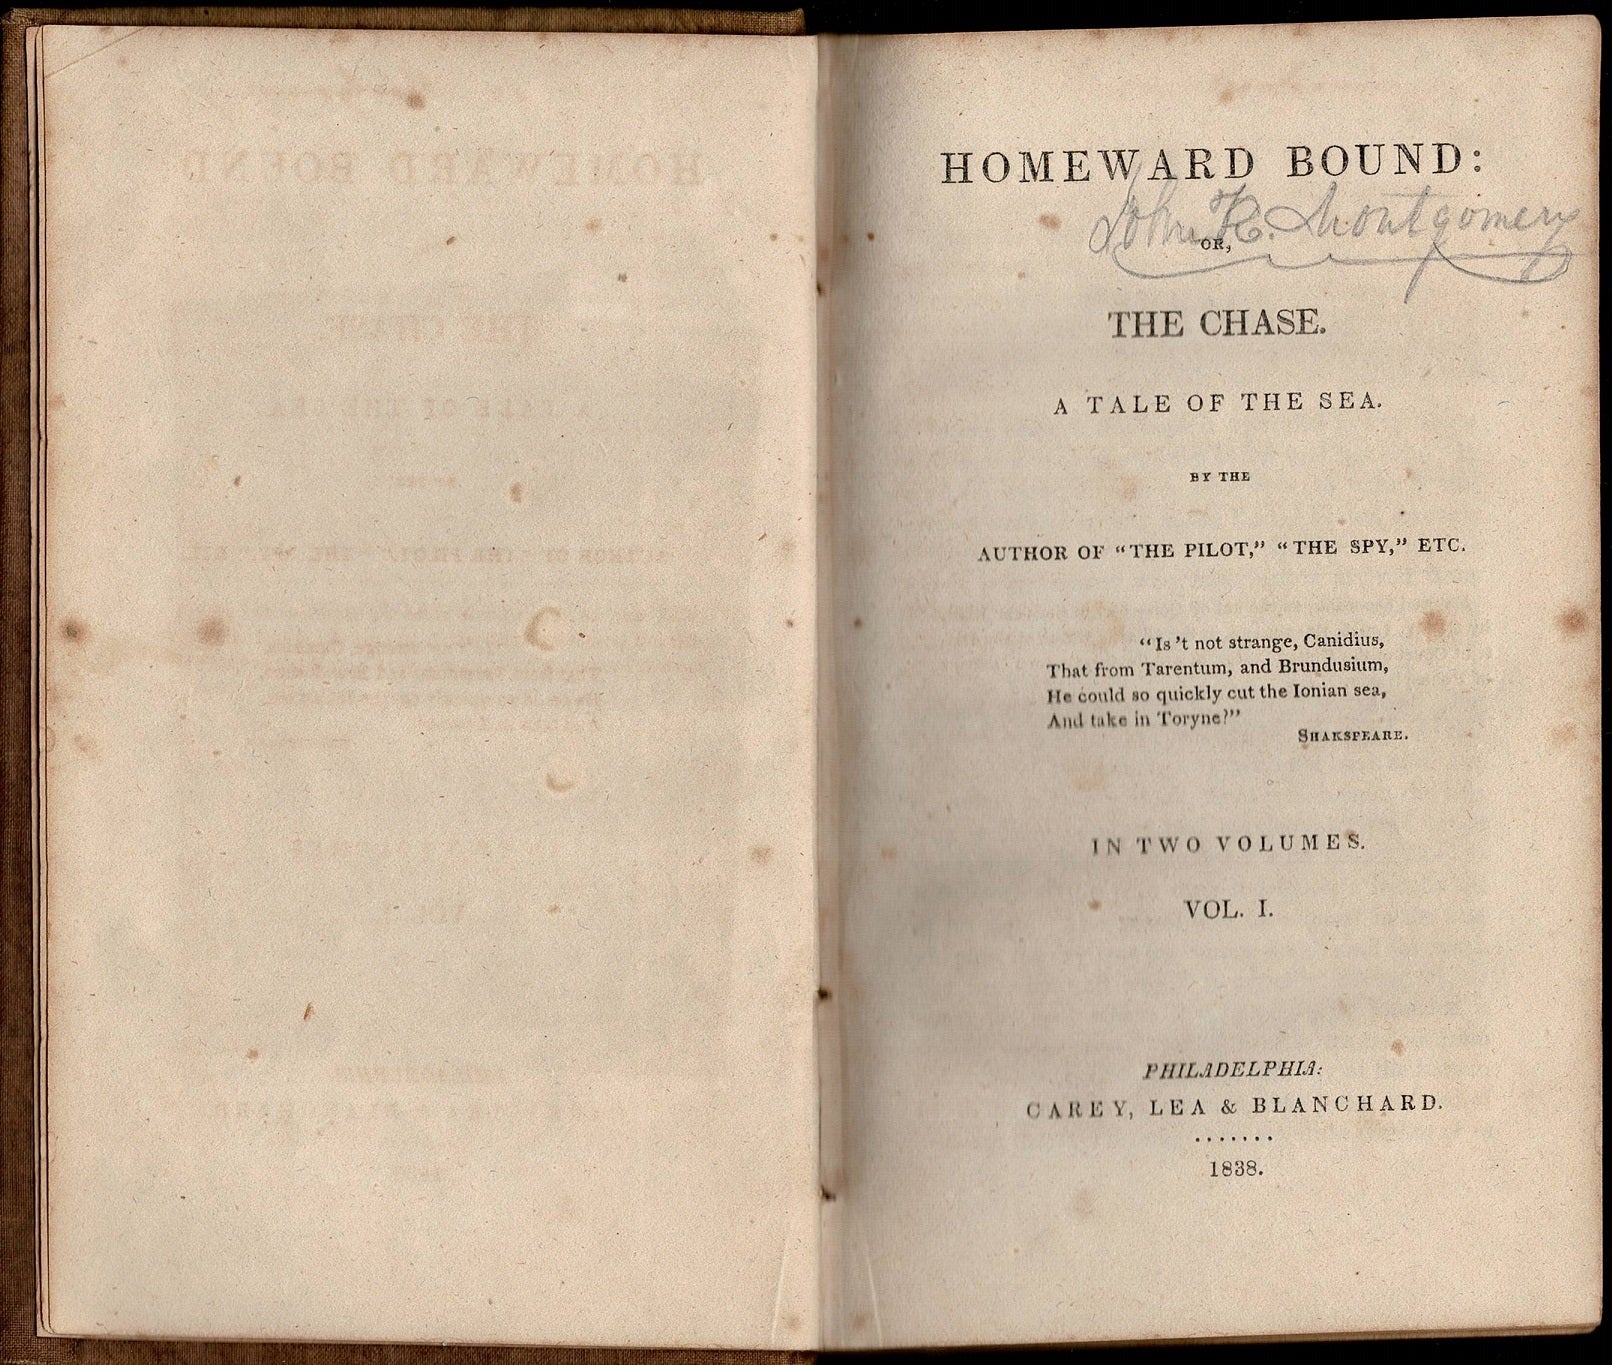 HOMEWARD BOUND:
John R. Montgomery
OR,
THE CHASE.
A TALE OF THE SEA.
BY THE
AUTHOR OF "THE PILOT," "THE SPY," ETC.
"Is 't not strange, Canidius,
That from Tarentum, and Brundusium,
He could so quickly cut the Ionian sea,
And take in Toryne?"
SHAKSPEARE.
IN TWO VOLUMES.
VOL. I.
PHILADELPHIA:
CAREY, LEA & BLANCHARD.
.......
1838.